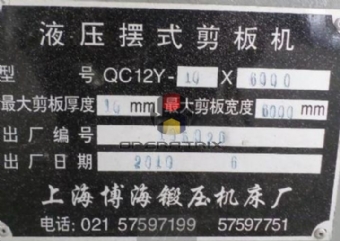 液压摆式剪板机
型 号 QC12Y-10 X 6000
最大剪板厚度 10 mm 最大剪板宽度 6000 mm
出厂编号
出厂日期 2010 6
上海博海锻压机床厂
电话: 021 57597199 57597751